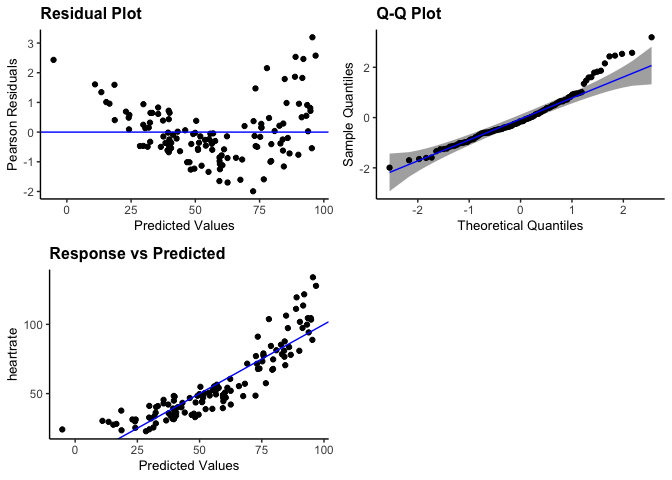 Residual Plot
Pearson Residuals
3
2
1
0
-1
-2
0 25 50 75 100
Predicted Values
Q-Q Plot
Sample Quantiles
2
0
-2
-2 -1 0 1 2
Theoretical Quantiles
Response vs Predicted
heartrate
100
50
0 25 50 75 100
Predicted Values